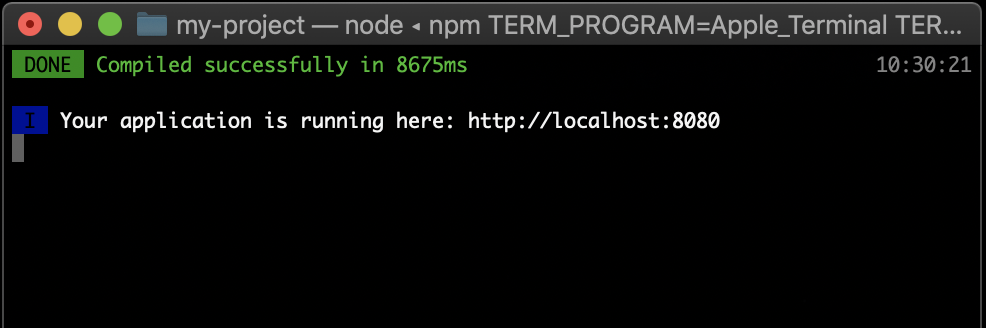 my-project — node ◂ npm TERM_PROGRAM=Apple_Terminal TER...
DONE Compiled successfully in 8675ms 10:30:21
I Your application is running here: http://localhost:8080